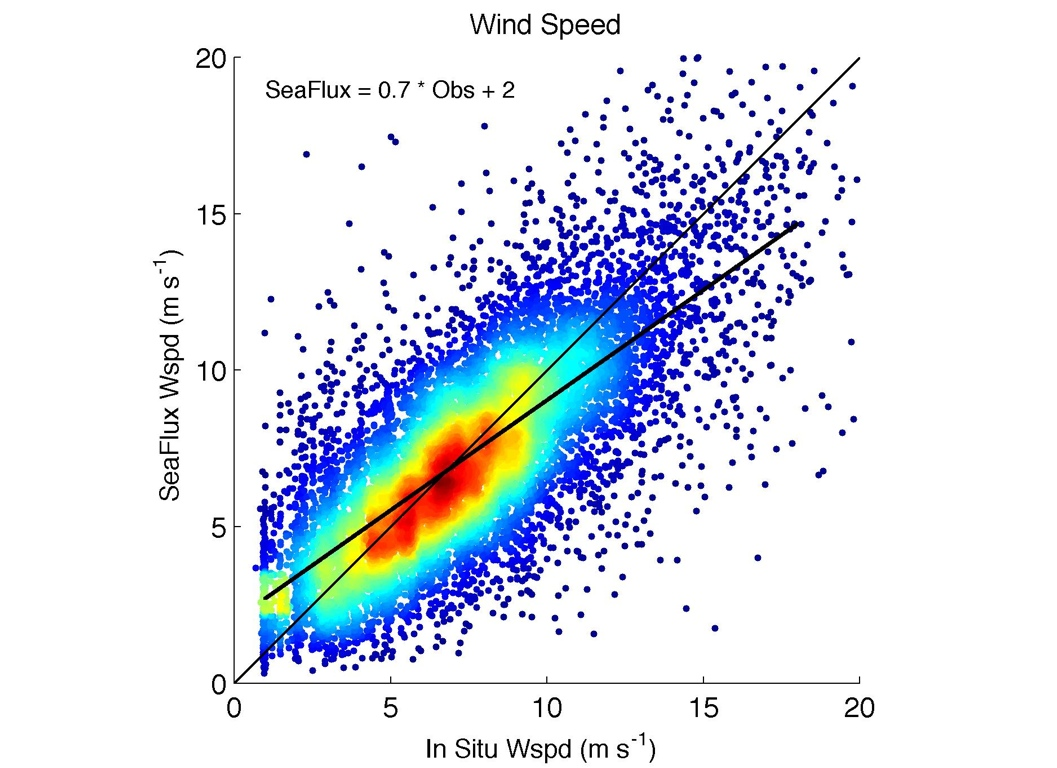 Wind Speed
SeaFlux = 0.7 * Obs + 2
SeaFlux Wspd (m s⁻¹)
20
15
10
5
0
0 5 10 15 20
In Situ Wspd (m s⁻¹)